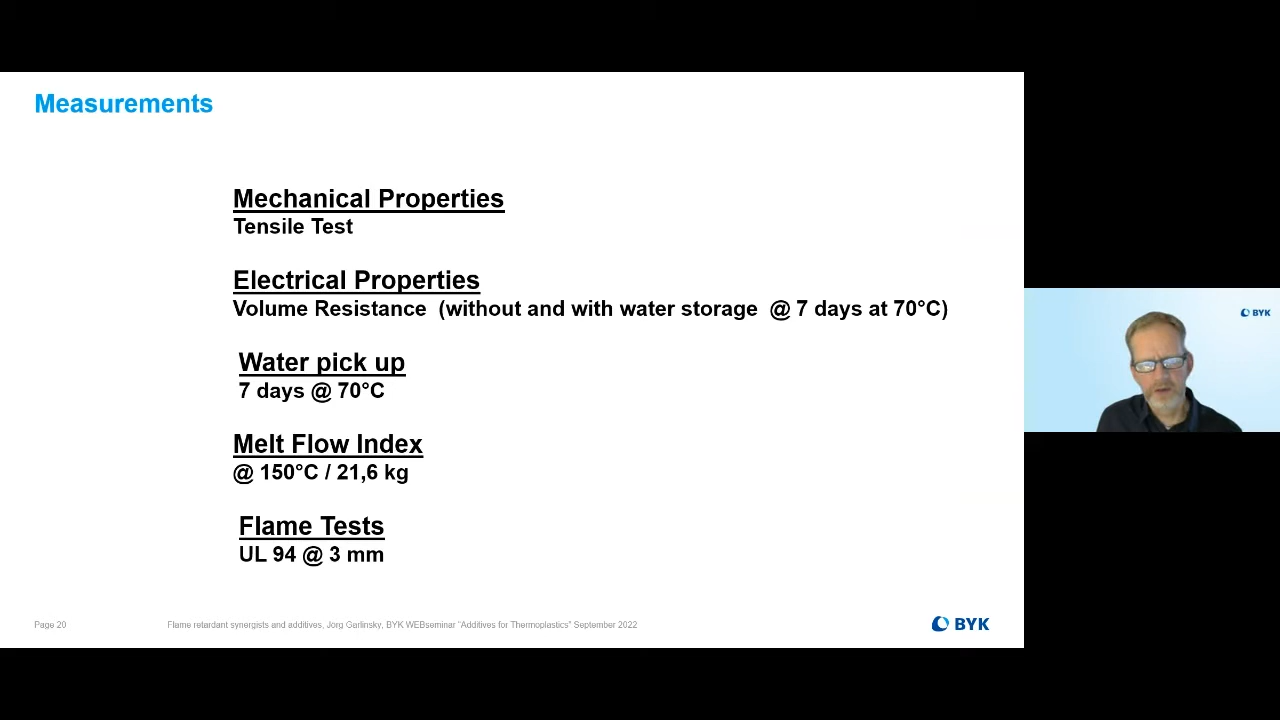 Measurements
Mechanical Properties
Tensile Test
Electrical Properties
Volume Resistance (without and with water storage @ 7 days at 70°C)
Water pick up
7 days @ 70°C
Melt Flow Index
@ 150°C / 21,6 kg
Flame Tests
UL 94 @ 3 mm
Page 20
Flame retardant synergists and additives, Jörg Garlinsky, BYK WEBseminar "Additives for Thermoplastics" September 2022
BYK
BYK